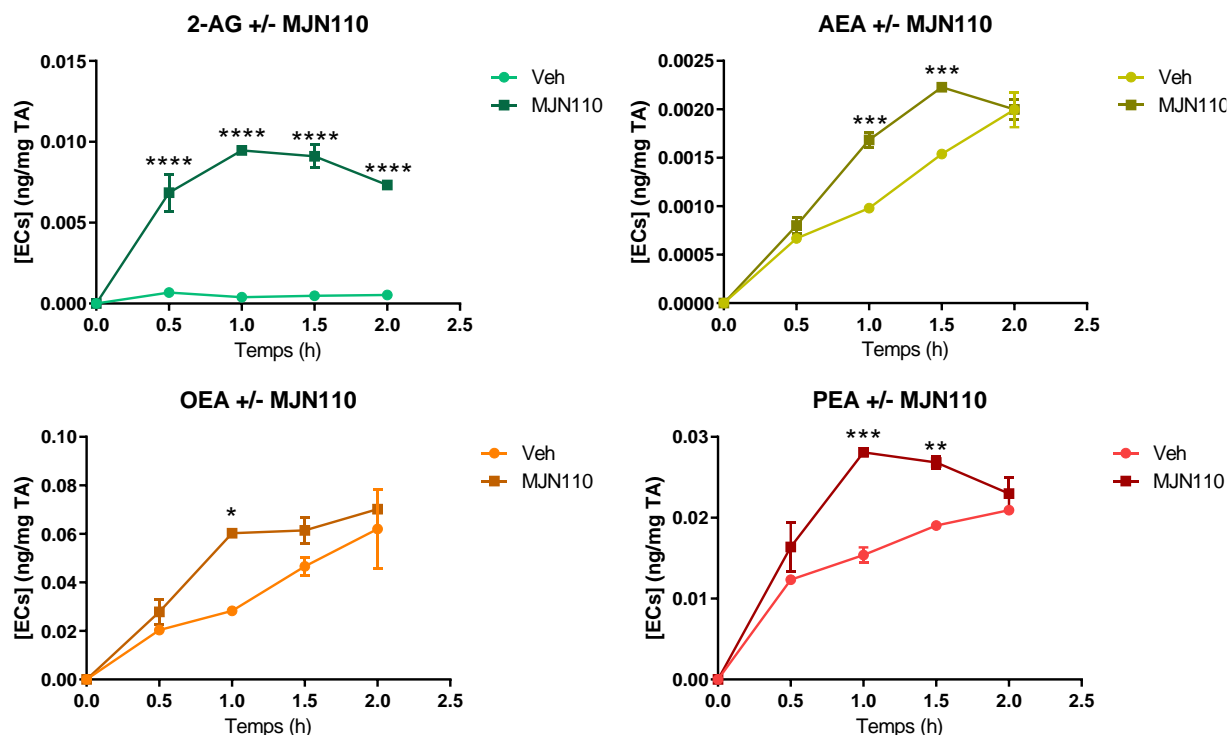 2-AG +/- MJN110
[ECs] (ng/mg TA)
0.015
0.010
0.005
0.000
**** **** **** ****
0.0 0.5 1.0 1.5 2.0 2.5
Temps (h)
Veh
MJN110
AEA +/- MJN110
[ECs] (ng/mg TA)
0.0025
0.0020
0.0015
0.0010
0.0005
0.0000
*** ***
0.0 0.5 1.0 1.5 2.0 2.5
Temps (h)
Veh
MJN110
OEA +/- MJN110
[ECs] (ng/mg TA)
0.10
0.08
0.06
0.04
0.02
0.00
*
0.0 0.5 1.0 1.5 2.0 2.5
Temps (h)
Veh
MJN110
PEA +/- MJN110
[ECs] (ng/mg TA)
0.03
0.02
0.01
0.00
*** **
0.0 0.5 1.0 1.5 2.0 2.5
Temps (h)
Veh
MJN110